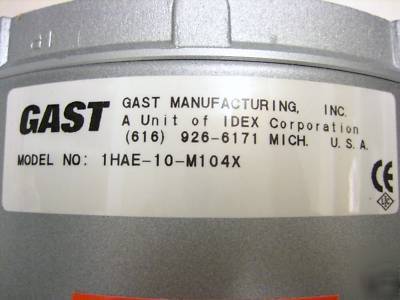 GAST
GAST MANUFACTURING, INC.
A Unit of IDEX Corporation
(616) 926-6171 MICH. U.S.A.
MODEL NO: 1HAE-10-M104X
CE